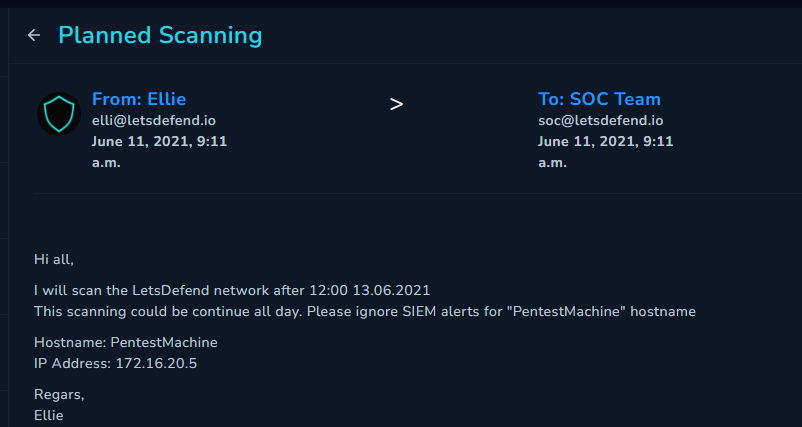 Planned Scanning
From: Ellie
elli@letsdefend.io
June 11, 2021, 9:11
a.m.
>
To: SOC Team
soc@letsdefend.io
June 11, 2021, 9:11
a.m.
Hi all,
I will scan the LetsDefend network after 12:00 13.06.2021
This scanning could be continue all day. Please ignore SIEM alerts for "PentestMachine" hostname
Hostname: PentestMachine
IP Address: 172.16.20.5
Regars,
Ellie